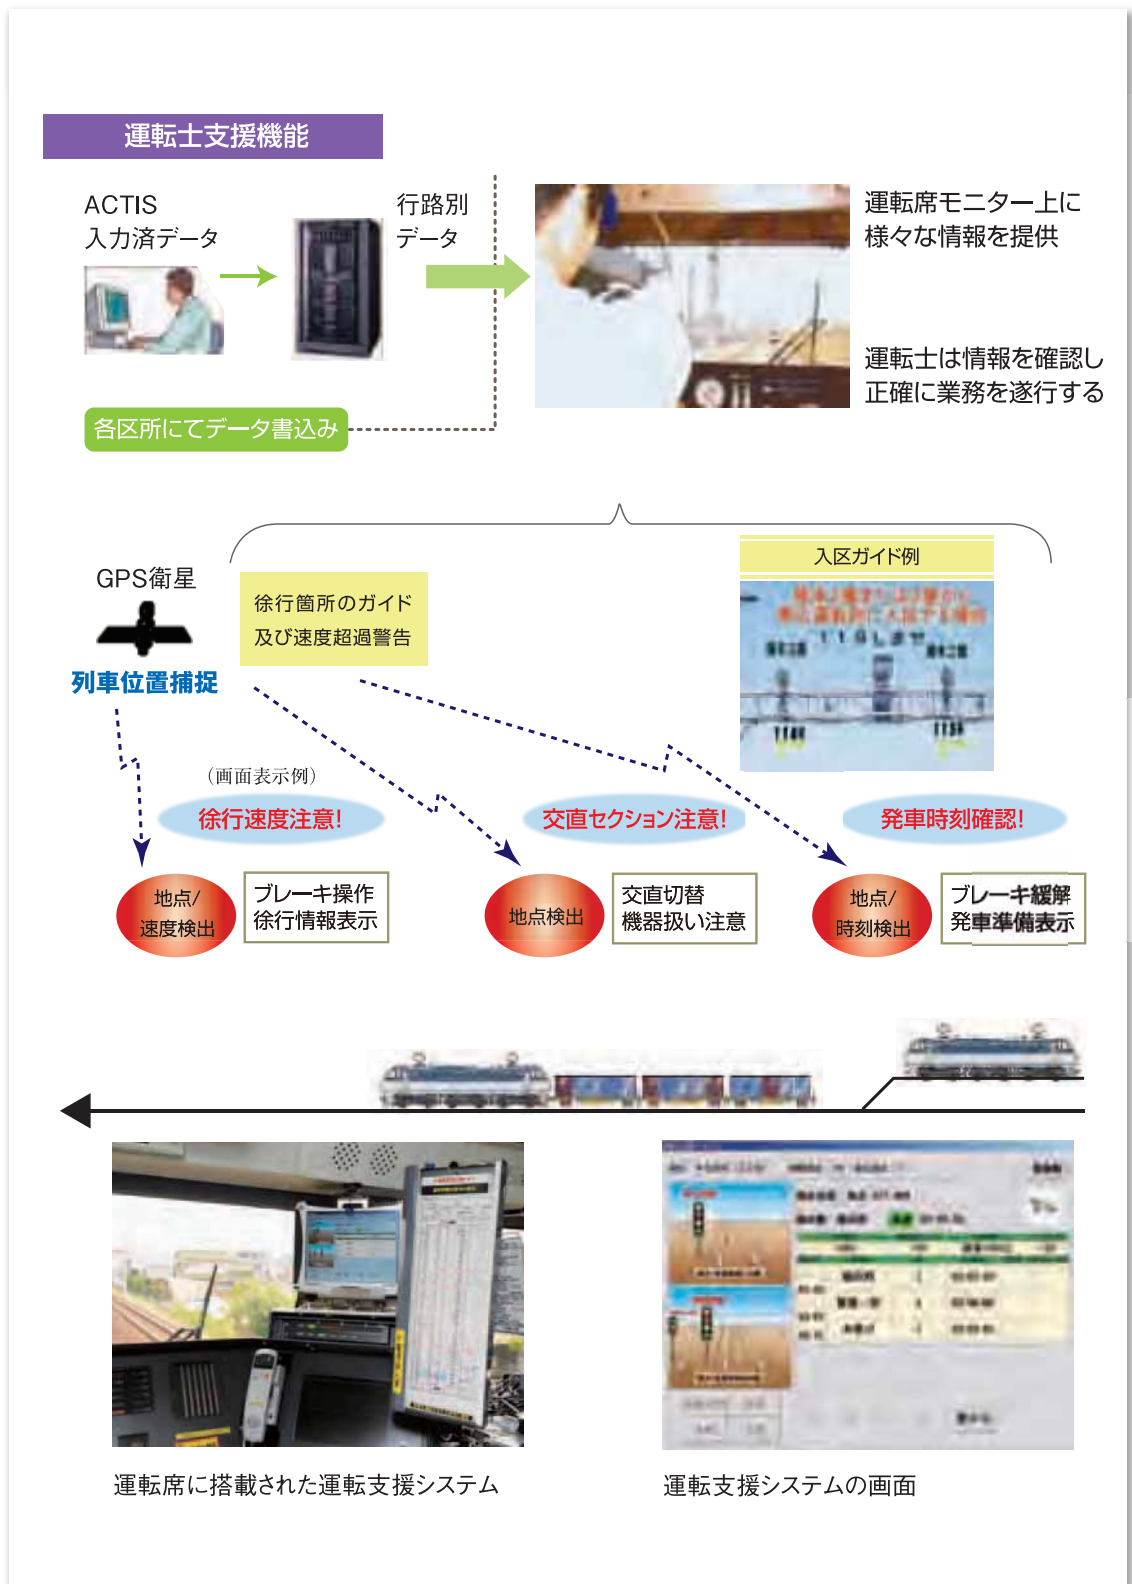 運転士支援機能
ACTIS
入力済データ
行路別
データ
運転席モニター上に
様々な情報を提供
運転士は情報を確認し
正確に業務を遂行する
各区所にてデータ書込み
GPS衛星
列車位置捕捉
徐行箇所のガイド
及び速度超過警告
入区ガイド例
(画面表示例)
徐行速度注意!
交直セクション注意!
発車時刻確認!
地点/
速度検出
ブレーキ操作
徐行情報表示
地点検出
交直切替
機器扱い注意
地点/
時刻検出
ブレーキ緩解
発車準備表示
運転席に搭載された運転支援システム
運転支援システムの画面